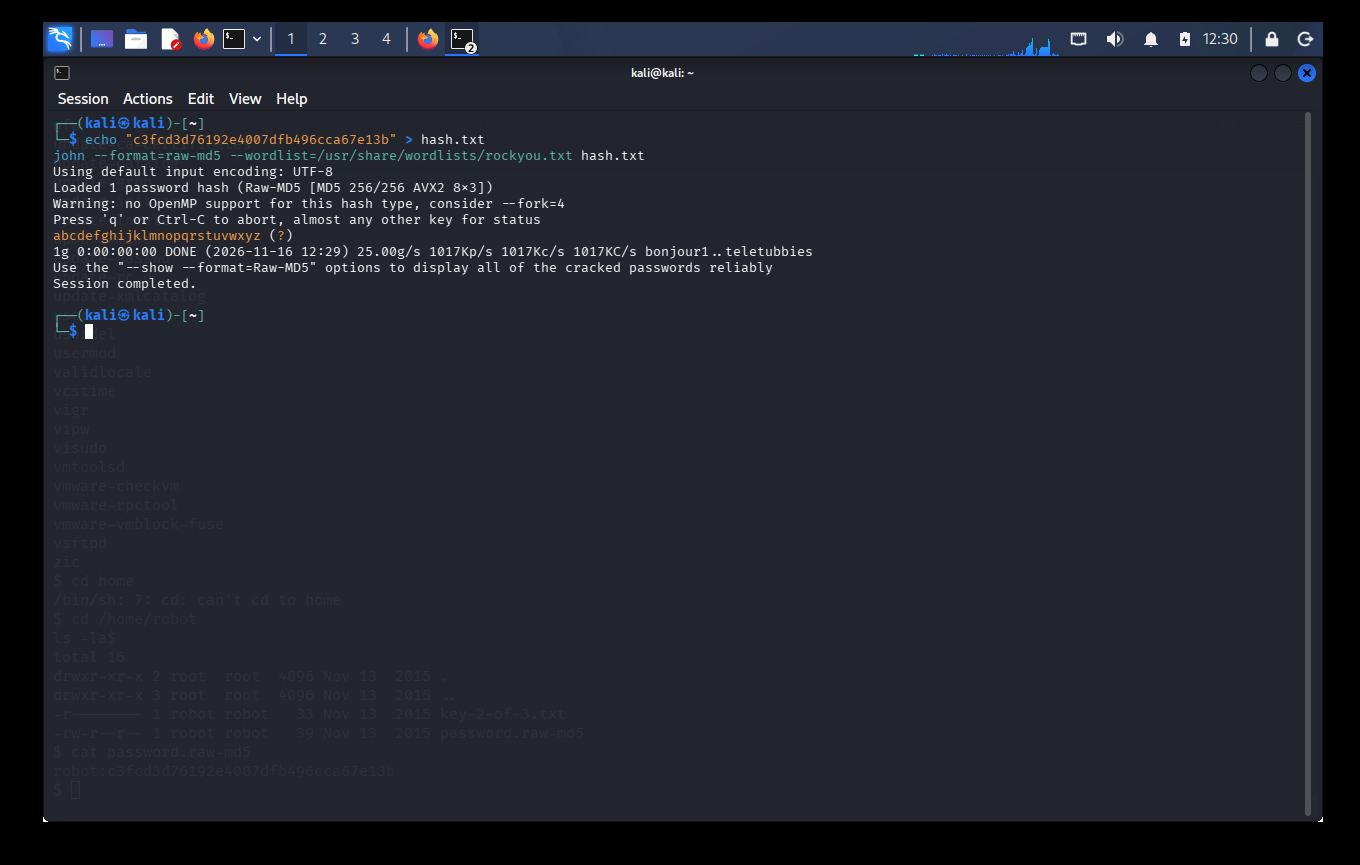 1 2 3 4 2 12:30
kali@kali: ~
Session Actions Edit View Help
┌──(kali㉿kali)-[~]
└─$ echo "c3fcd3d76192e4007dfb496cca67e13b" > hash.txt
john --format=raw-md5 --wordlist=/usr/share/wordlists/rockyou.txt hash.txt
Using default input encoding: UTF-8
Loaded 1 password hash (Raw-MD5 [MD5 256/256 AVX2 8×3])
Warning: no OpenMP support for this hash type, consider --fork=4
Press 'q' or Ctrl-C to abort, almost any other key for status
abcdefghijklmnopqrstuvwxyz (?)
1g 0:00:00:00 DONE (2026-11-16 12:29) 25.00g/s 1017Kp/s 1017Kc/s 1017KC/s bonjour1..teletubbies
Use the "--show --format=Raw-MD5" options to display all of the cracked passwords reliably
Session completed.
update-xmlcatalog
┌──(kali㉿kali)-[~]
└─$
usermod
validlocale
vcstime
vigr
vipw
visudo
vmtoolsd
vmware-checkvm
vmware-rpctool
vmware-vmblock-fuse
vsftpd
zic
$ cd home
/bin/sh: 7: cd: can't cd to home
$ cd /home/robot
ls -la$
total 16
drwxr-xr-x 2 root root 4096 Nov 13 2015 .
drwxr-xr-x 3 root root 4096 Nov 13 2015 ..
-r-------- 1 robot robot 33 Nov 13 2015 key-2-of-3.txt
-rw-r--r-- 1 robot robot 39 Nov 13 2015 password.raw-md5
$ cat password.raw-md5
robot:c3fcd3d76192e4007dfb496cca67e13b
$